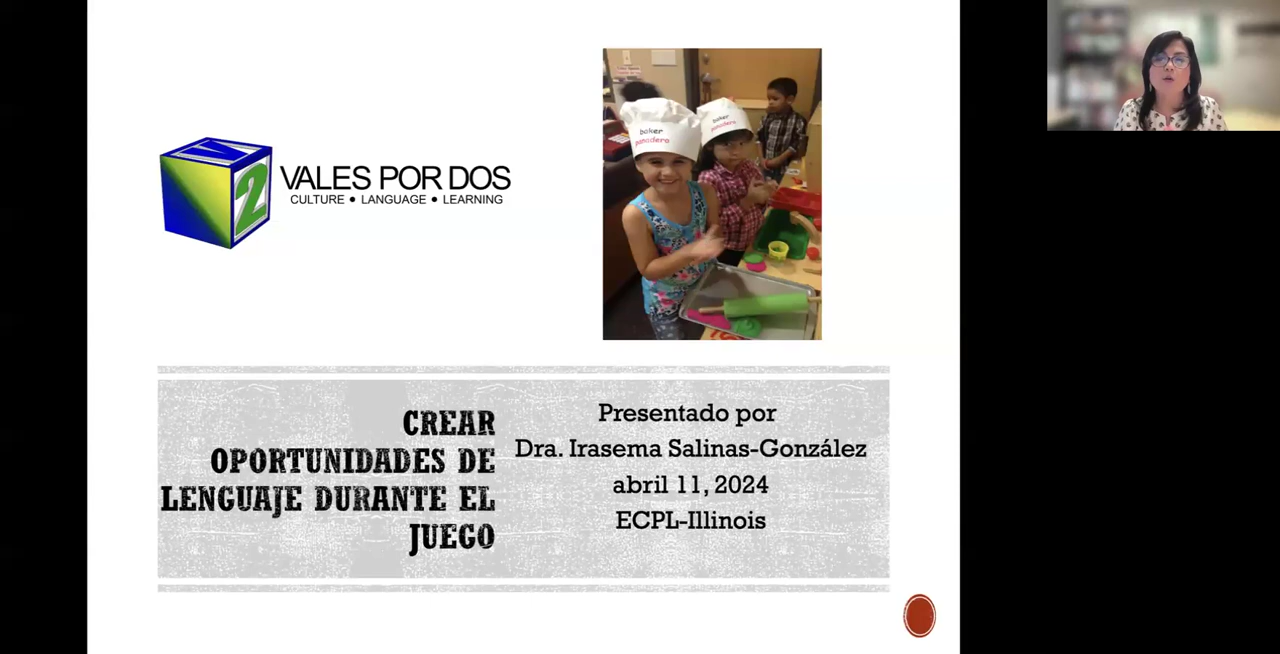 V
2
VALES POR DOS
CULTURE • LANGUAGE • LEARNING
baker
panadero
baker
panadero
CREAR
OPORTUNIDADES DE
LENGUAJE DURANTE EL
JUEGO
Presentado por
Dra. Irasema Salinas-González
abril 11, 2024
ECPL-Illinois